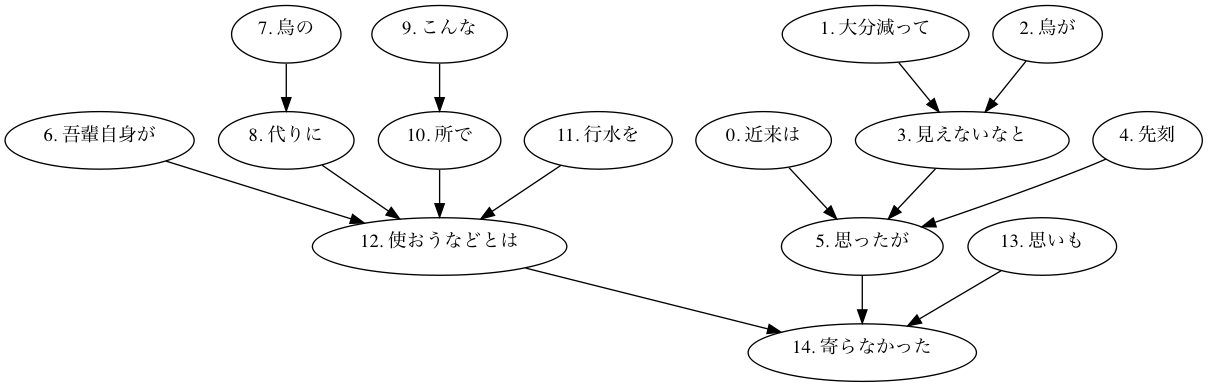 7. 烏の
9. こんな
1. 大分減って
2. 烏が
6. 吾輩自身が
8. 代りに
10. 所で
11. 行水を
0. 近来は
3. 見えないなと
4. 先刻
12. 使おうなどとは
5. 思ったが
13. 思いも
14. 寄らなかった